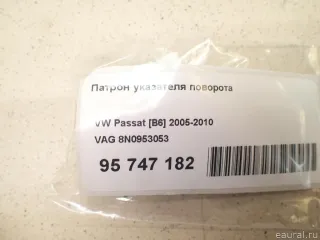 Патрон указателя поворота
VW Passat [B6] 2005-2010
VAG 8N0953053
95 747 182
© eaural.ru